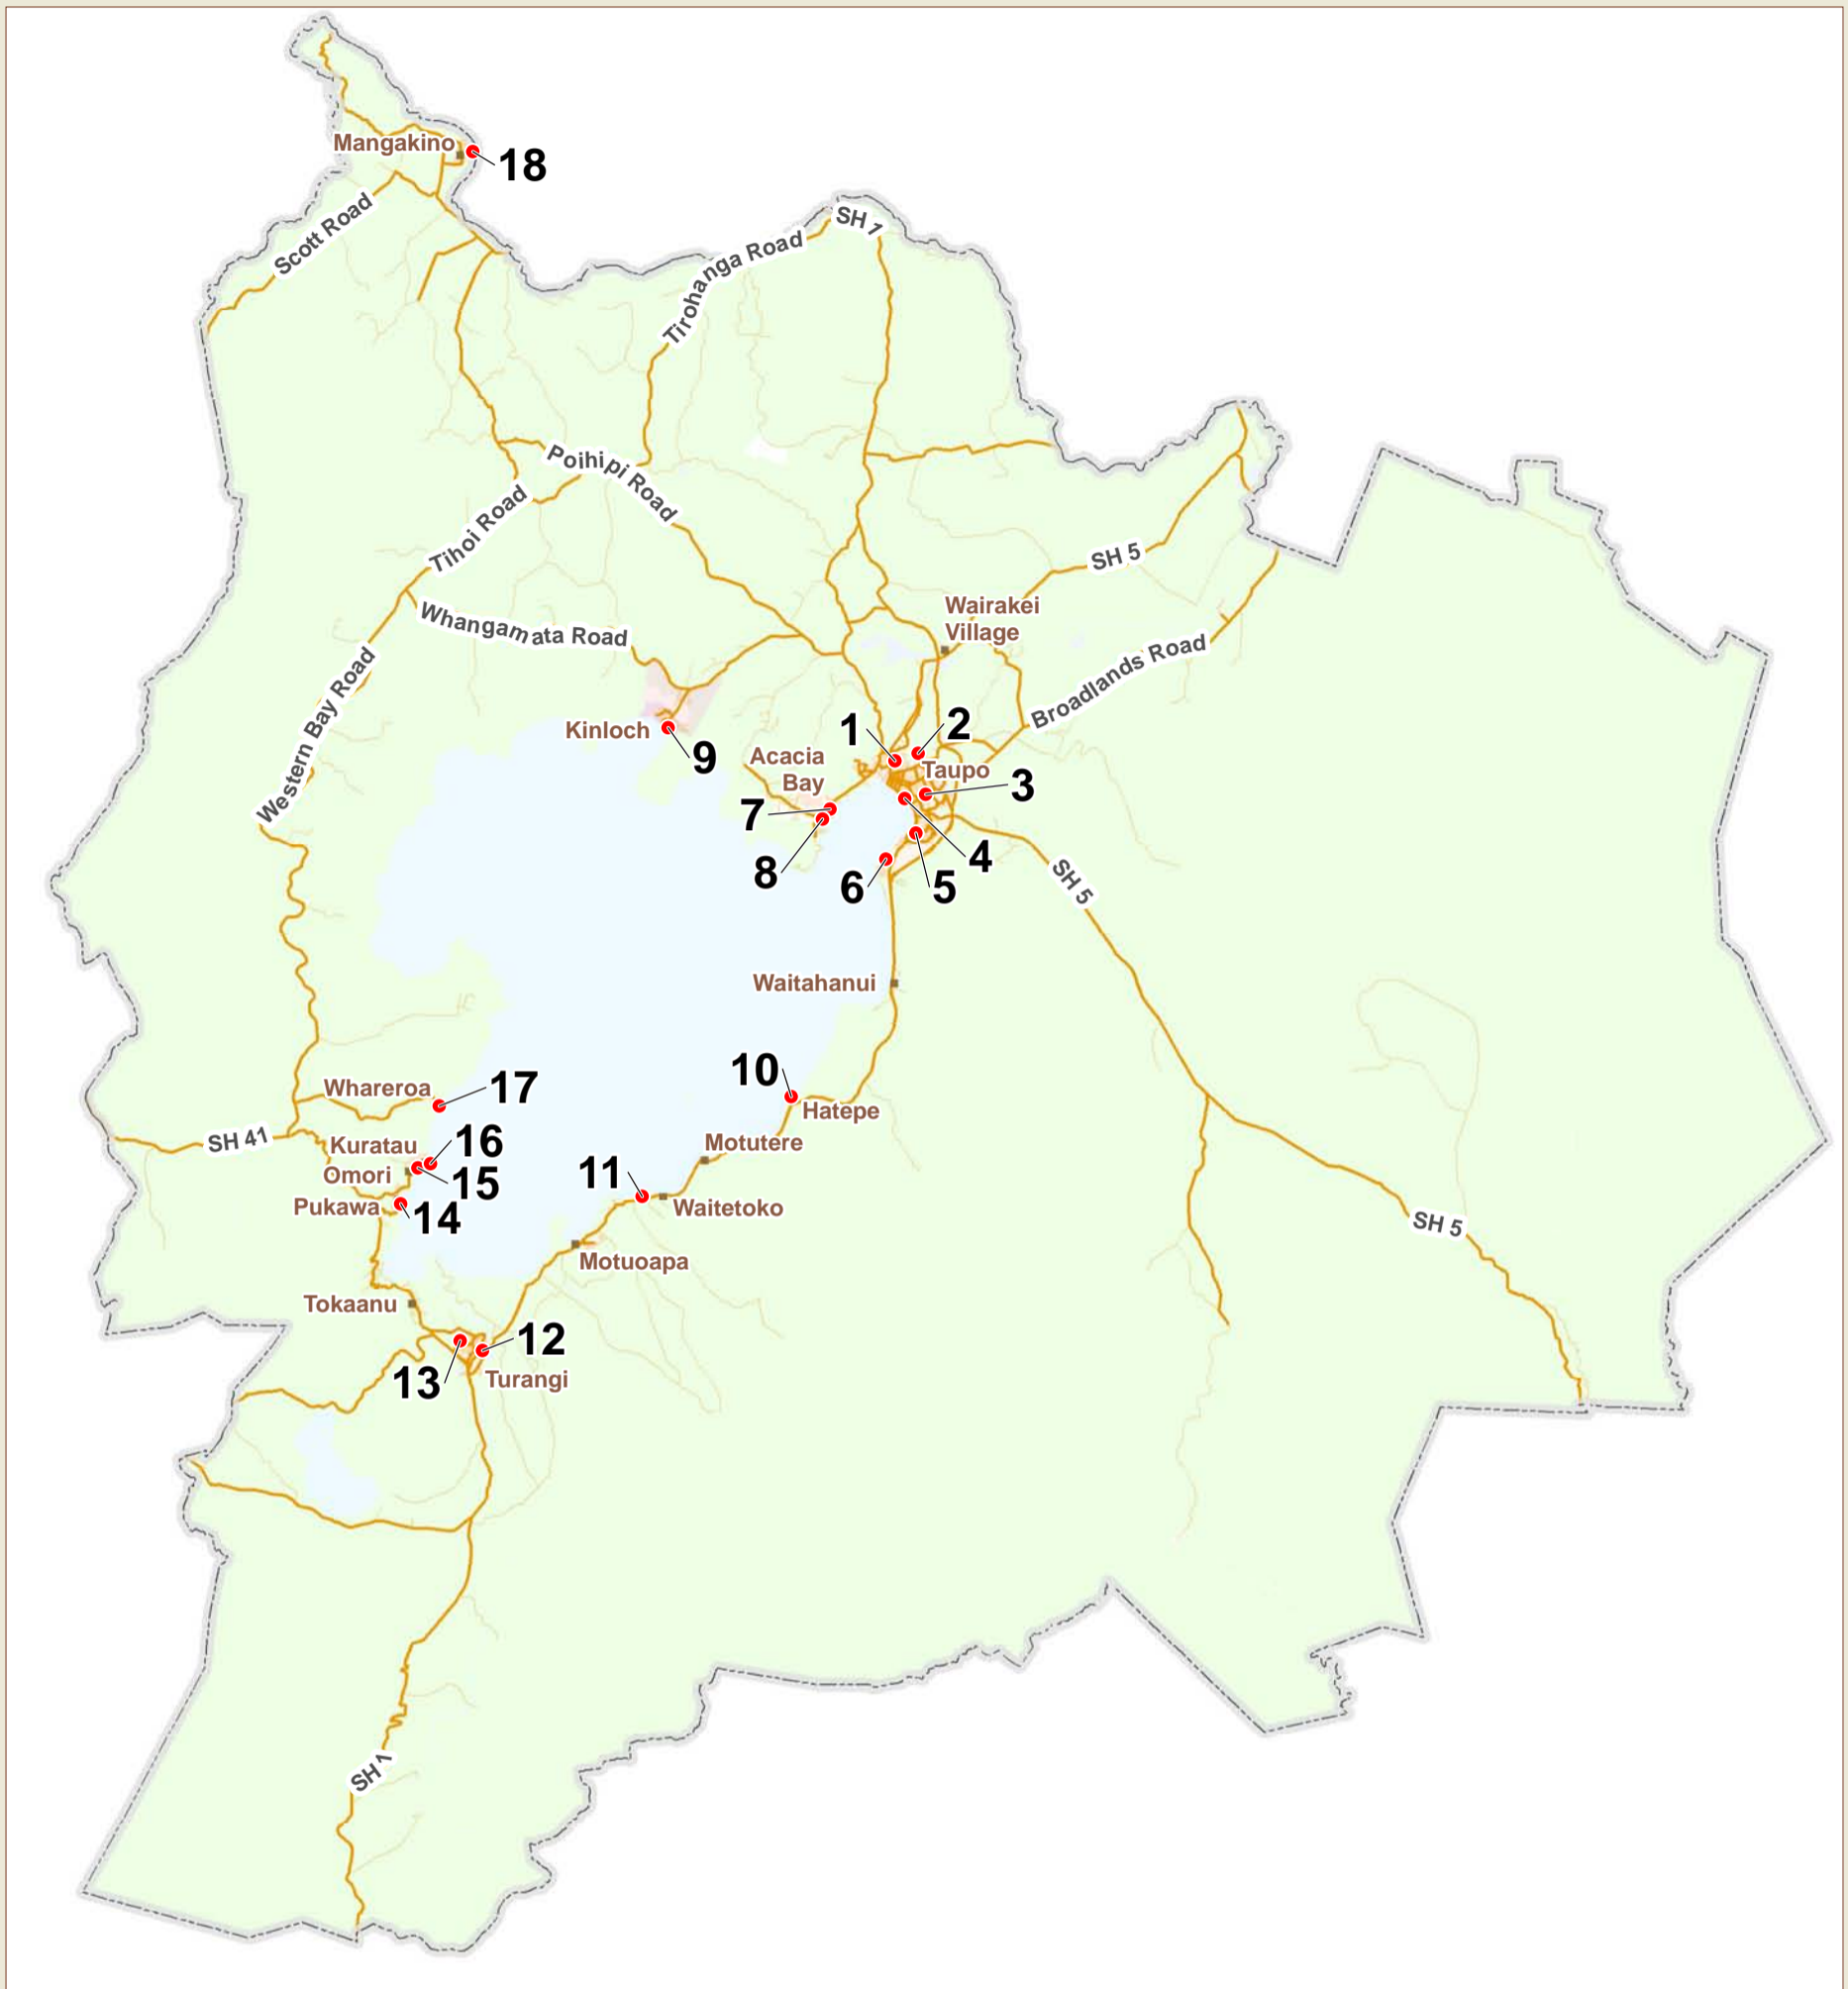 Mangakino
18
Scott Road
SH 1
Tirohanga Road
Poihipi Road
Tihoi Road
SH 5
Wairakei
Village
Whangamata Road
Broadlands Road
Western Bay Road
Kinloch
9
1
2
Acacia
Bay
Taupo
3
7
8
6
5
4
SH 5
Waitahanui
10
Hatepe
Whareroa
17
SH 41
Kuratau
16
Omori
15
Motutere
11
Waitetoko
Pukawa
14
SH 5
Motuoapa
Tokaanu
12
13
Turangi
SH 1